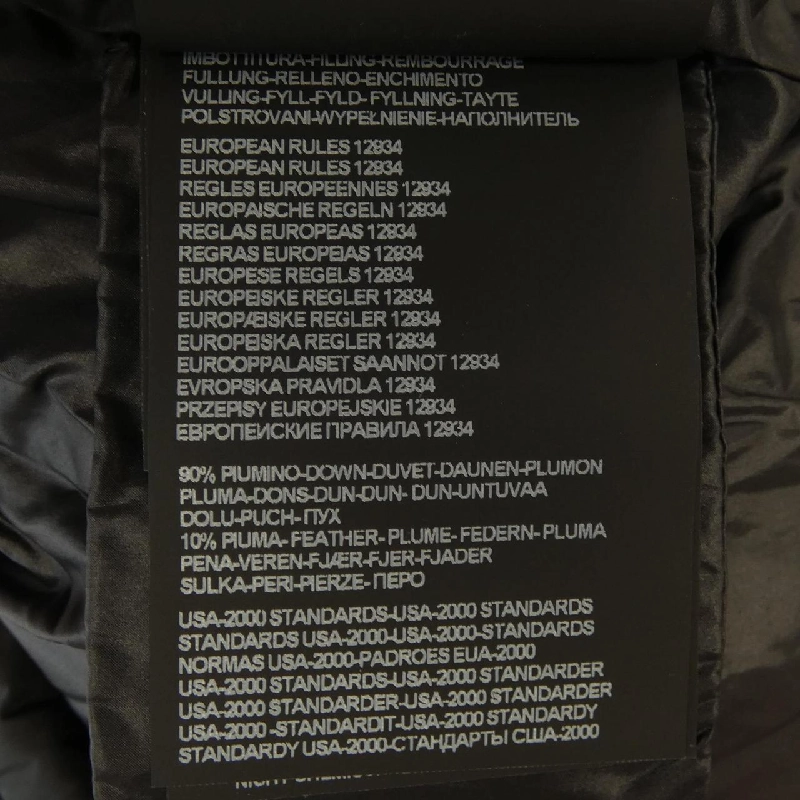 IMBOTTITURA-FILLING-REMBOURRAGE
FULLUNG-RELLENO-ENCHIMENTO
VULLING-FYLL-FYLD- FYLLNING-TAYTE
POLSTROVANI-WYPEŁNIENIE-НАПОЛНИТЕЛЬ
EUROPEAN RULES 12934
EUROPEAN RULES 12934
REGLES EUROPEENNES 12934
EUROPAISCHE REGELN 12934
REGLAS EUROPEAS 12934
REGRAS EUROPEIAS 12934
EUROPESE REGELS 12934
EUROPEISKE REGLER 12934
EUROPÆISKE REGLER 12934
EUROPEISKA REGLER 12934
EUROOPPALAISET SAANNOT 12934
EVROPSKA PRAVIDLA 12934
PRZEPISY EUROPEJSKIE 12934
ЕВРОПЕИСКИЕ ПРАВИЛА 12934
90% PIUMINO-DOWN-DUVET-DAUNEN-PLUMON
PLUMA-DONS-DUN-DUN- DUN-UNTUVAA
DOLU-PUCH- ПУХ
10% PIUMA- FEATHER- PLUME- FEDERN- PLUMA
PENA-VEREN-FJÆR-FJER-FJADER
SULKA-PERI-PIERZE- ПЕРО
USA-2000 STANDARDS-USA-2000 STANDARDS
STANDARDS USA-2000-USA-2000-STANDARDS
NORMAS USA-2000-PADROES EUA-2000
USA-2000 STANDARDS-USA-2000 STANDARDER
USA-2000 STANDARDER-USA-2000 STANDARDER
USA-2000 -STANDARDIT-USA-2000 STANDARDY
STANDARDY USA-2000-СТАНДАРТЫ США-2000